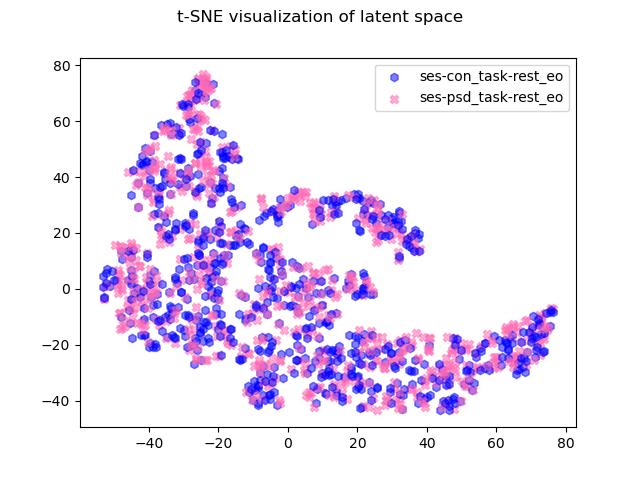 t-SNE visualization of latent space
ses-con_task-rest_eo
ses-psd_task-rest_eo
80
60
40
20
0
−20
−40
−40 −20 0 20 40 60 80